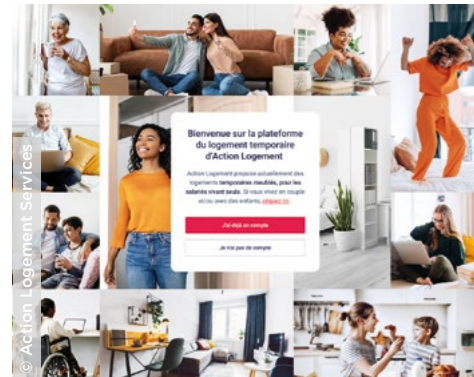 Bienvenue sur la plateforme
du logement temporaire
d'Action Logement
Action Logement propose actuellement des
logements temporaires meublés, pour les
salariés vivant seuls. Si vous vivez en couple
et/ou avec des enfants, cliquez ici.
J'ai déjà un compte
Je n'ai pas de compte
© Action Logement Services